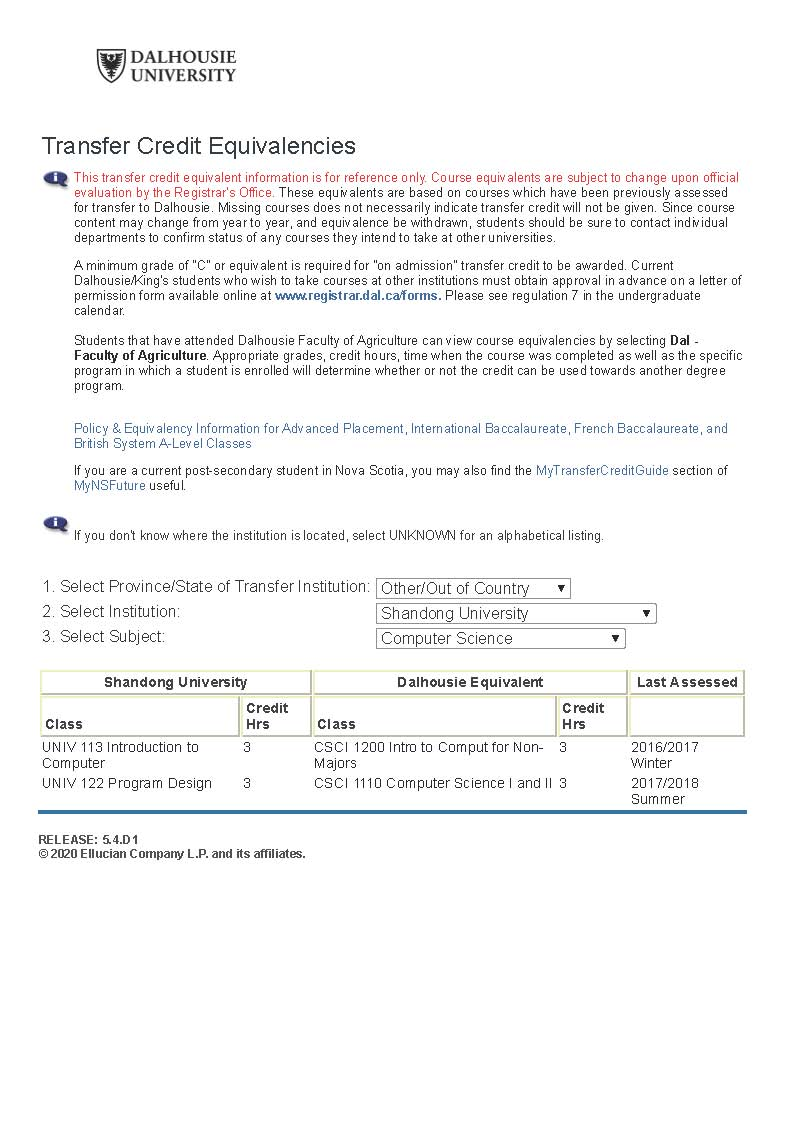 DALHOUSIE
UNIVERSITY
Transfer Credit Equivalencies
This transfer credit equivalent information is for reference only. Course equivalents are subject to change upon official
evaluation by the Registrar's Office. These equivalents are based on courses which have been previously assessed
for transfer to Dalhousie. Missing courses does not necessarily indicate transfer credit will not be given. Since course
content may change from year to year, and equivalence be withdrawn, students should be sure to contact individual
departments to confirm status of any courses they intend to take at other universities.
A minimum grade of "C" or equivalent is required for "on admission" transfer credit to be awarded. Current
Dalhousie/King's students who wish to take courses at other institutions must obtain approval in advance on a letter of
permission form available online at www.registrar.dal.ca/forms. Please see regulation 7 in the undergraduate
calendar.
Students that have attended Dalhousie Faculty of Agriculture can view course equivalencies by selecting Dal -
Faculty of Agriculture. Appropriate grades, credit hours, time when the course was completed as well as the specific
program in which a student is enrolled will determine whether or not the credit can be used towards another degree
program.
Policy & Equivalency Information for Advanced Placement, International Baccalaureate, French Baccalaureate, and
British System A-Level Classes
If you are a current post-secondary student in Nova Scotia, you may also find the MyTransferCreditGuide section of
MyNSFuture useful.
If you don't know where the institution is located, select UNKNOWN for an alphabetical listing.
1. Select Province/State of Transfer Institution: Other/Out of Country
2. Select Institution: Shandong University
3. Select Subject: Computer Science
Shandong University Dalhousie Equivalent Last Assessed
Class Credit Hrs Class Credit Hrs
UNIV 113 Introduction to Computer 3 CSCI 1200 Intro to Comput for Non-Majors 3 2016/2017 Winter
UNIV 122 Program Design 3 CSCI 1110 Computer Science I and II 3 2017/2018 Summer
RELEASE: 5.4.D1
© 2020 Ellucian Company L.P. and its affiliates.